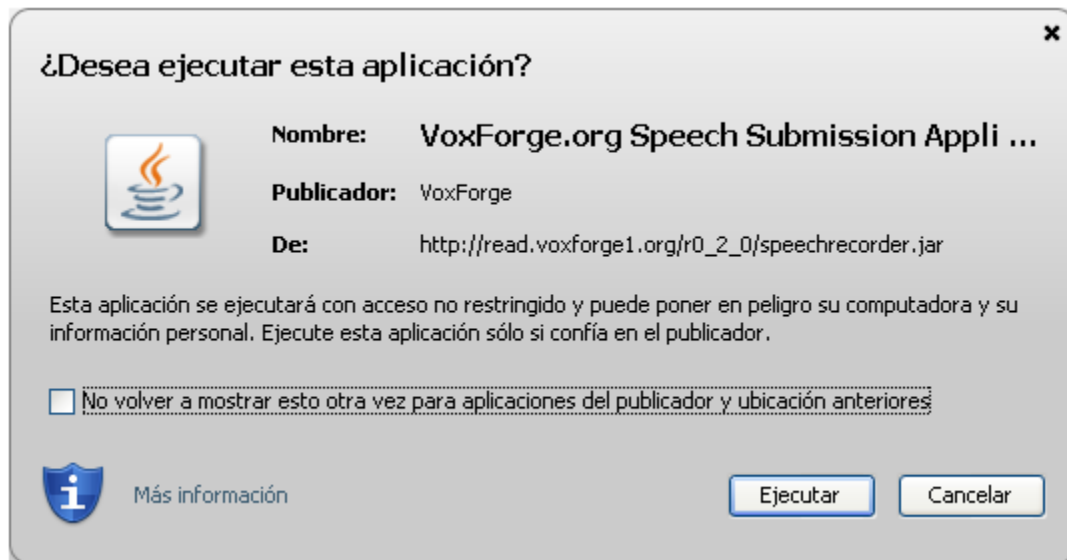 ¿Desea ejecutar esta aplicación?
Nombre: VoxForge.org Speech Submission Appli ...
Publicador: VoxForge
De: http://read.voxforge1.org/r0_2_0/speechrecorder.jar
Esta aplicación se ejecutará con acceso no restringido y puede poner en peligro su computadora y su
información personal. Ejecute esta aplicación sólo si confía en el publicador.
No volver a mostrar esto otra vez para aplicaciones del publicador y ubicación anteriores
Más información
Ejecutar
Cancelar